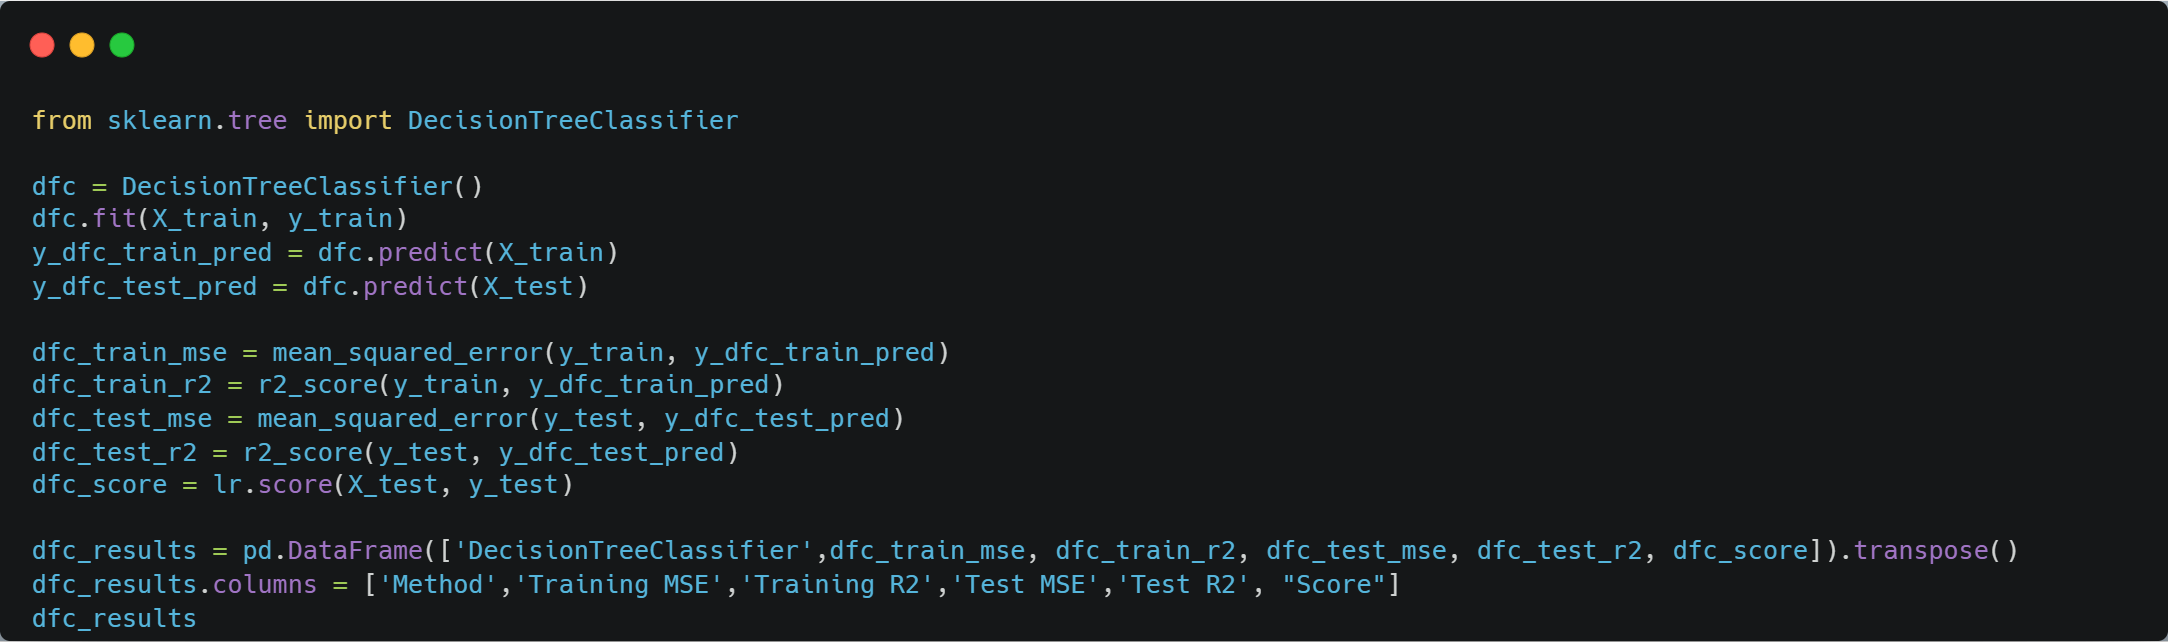 from sklearn.tree import DecisionTreeClassifier
dfc = DecisionTreeClassifier()
dfc.fit(X_train, y_train)
y_dfc_train_pred = dfc.predict(X_train)
y_dfc_test_pred = dfc.predict(X_test)
dfc_train_mse = mean_squared_error(y_train, y_dfc_train_pred)
dfc_train_r2 = r2_score(y_train, y_dfc_train_pred)
dfc_test_mse = mean_squared_error(y_test, y_dfc_test_pred)
dfc_test_r2 = r2_score(y_test, y_dfc_test_pred)
dfc_score = lr.score(X_test, y_test)
dfc_results = pd.DataFrame(['DecisionTreeClassifier',dfc_train_mse, dfc_train_r2, dfc_test_mse, dfc_test_r2, dfc_score]).transpose()
dfc_results.columns = ['Method','Training MSE','Training R2','Test MSE','Test R2', "Score"]
dfc_results